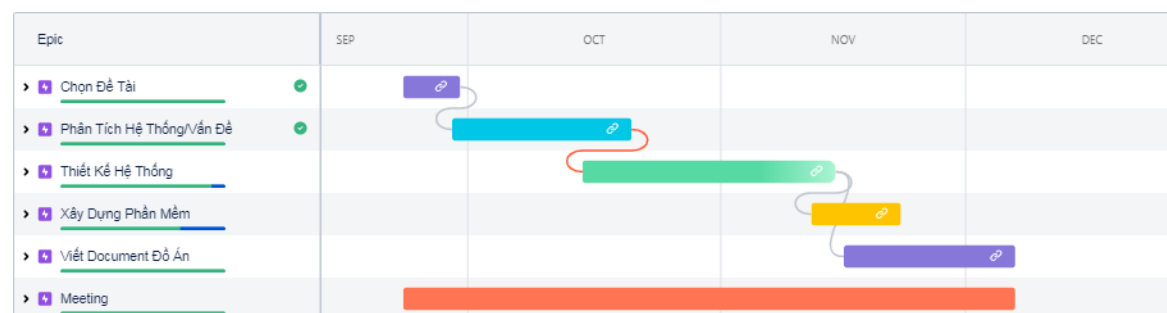 Epic
SEP
OCT
NOV
DEC
Chọn Đề Tài
Phân Tích Hệ Thống/Vấn Đề
Thiết Kế Hệ Thống
Xây Dựng Phần Mềm
Viết Document Đồ Án
Meeting